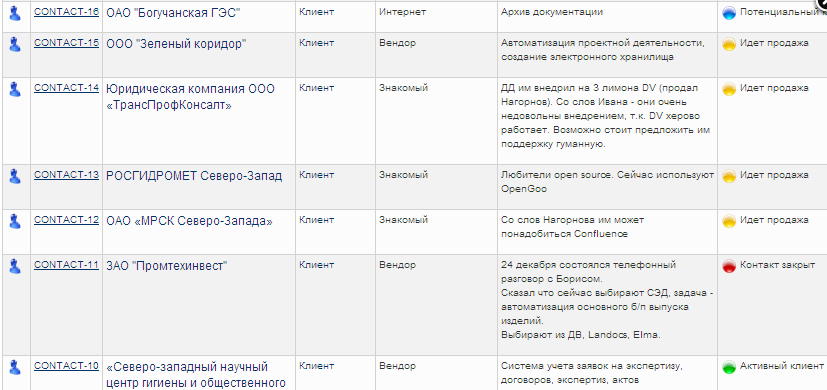 CONTACT-16 ОАО "Богучанская ГЭС" Клиент Интернет Архив документации Потенциальный
CONTACT-15 ООО "Зеленый коридор" Клиент Вендор Автоматизация проектной деятельности, Идет продажа
создание электронного хранилища
CONTACT-14 Юридическая компания ООО Клиент Знакомый ДД им внедрил на 3 лимона DV (продал Идет продажа
«ТрансПрофКонсалт» Нагорнов). Со слов Ивана - они очень
недовольны внедрением, т.к. DV херово
работает. Возможно стоит предложить им
поддержку гуманную.
CONTACT-13 РОСГИДРОМЕТ Северо-Запад Клиент Знакомый Любители open source. Сейчас используют Идет продажа
OpenGoo
CONTACT-12 ОАО «МРСК Северо-Запада» Клиент Знакомый Со слов Нагорнова им может Идет продажа
понадобиться Confluence
CONTACT-11 ЗАО "Промтехинвест" Клиент Вендор 24 декабря состоялся телефонный Контакт закрыт
разговор с Борисом.
Сказал что сейчас выбирают СЭД, задача -
автоматизация основного б/п выпуска
изделий.
Выбирают из ДВ, Landocs, Elma.
CONTACT-10 «Северо-западный научный Клиент Вендор Система учета заявок на экспертизу, Активный клиент
центр гигиены и общественного договоров, экспертиз, актов